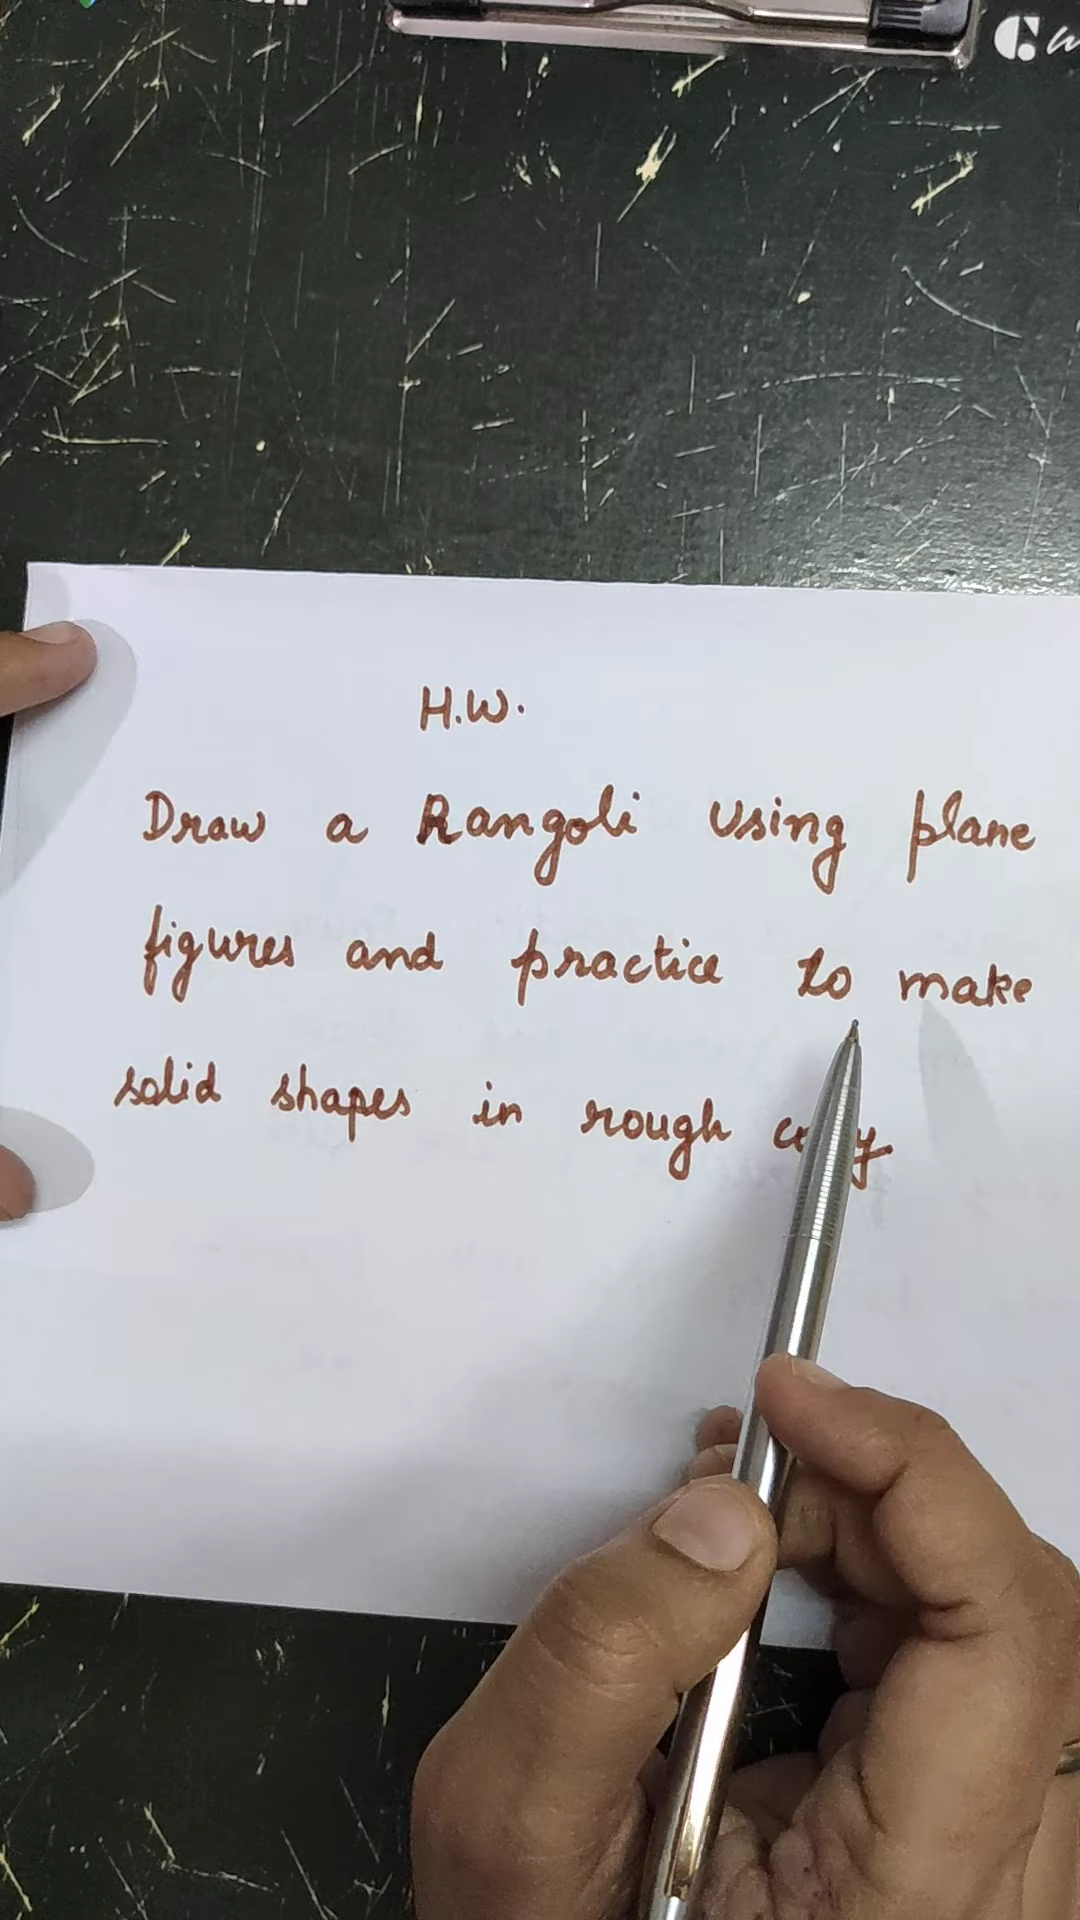 H.W.
Draw a Rangoli using plane
figures and practice to make
solid shapes in rough